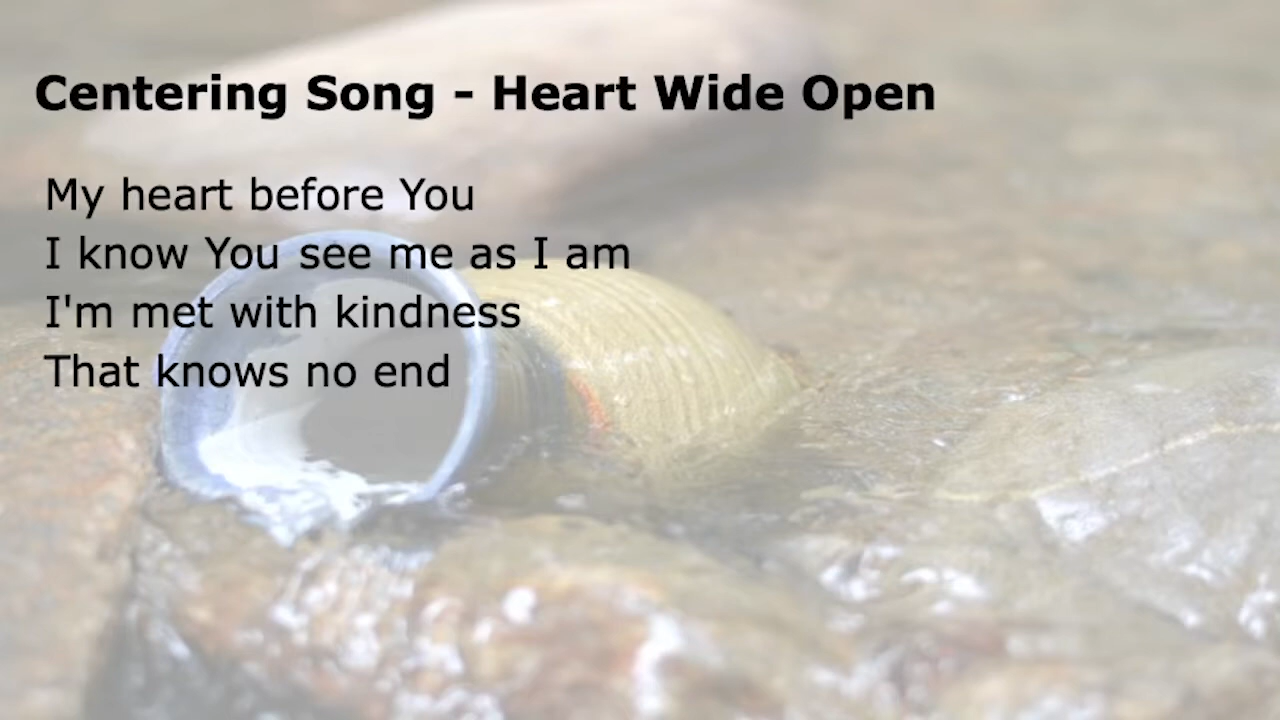 Centering Song - Heart Wide Open
My heart before You
I know You see me as I am
I'm met with kindness
That knows no end